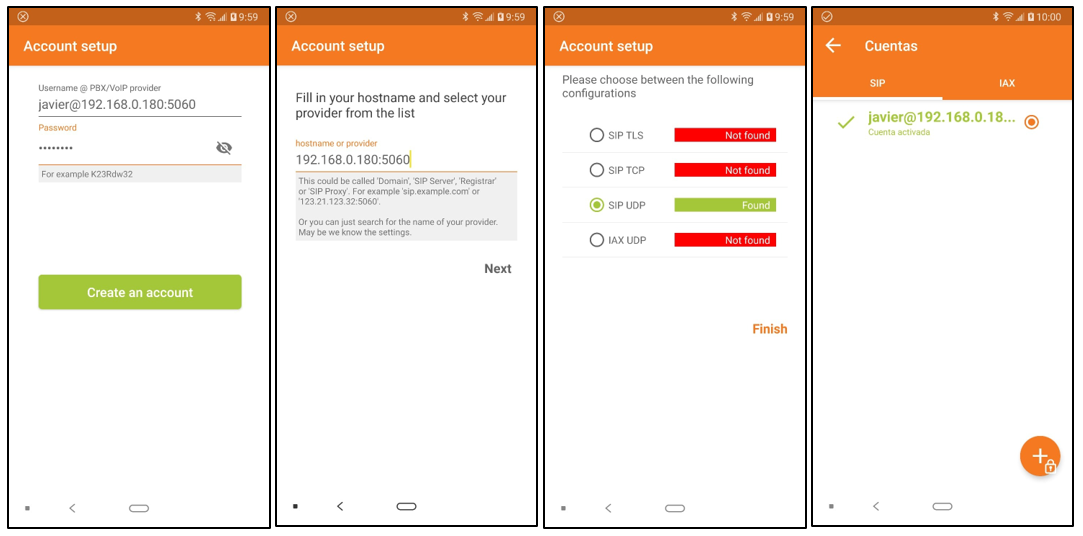 9:59
Account setup
Username @ PBX/VoIP provider
javier@192.168.0.180:5060
Password
••••••••
For example K23Rdw32
Create an account
9:59
Account setup
Fill in your hostname and select your
provider from the list
hostname or provider
192.168.0.180:5060
This could be called 'Domain', 'SIP Server', 'Registrar'
or 'SIP Proxy'. For example 'sip.example.com' or
'123.21.123.32:5060'.
Or you can just search for the name of your provider.
May be we know the settings.
Next
9:59
Account setup
Please choose between the following
configurations
SIP TLS Not found
SIP TCP Not found
SIP UDP Found
IAX UDP Not found
Finish
10:00
Cuentas
SIP IAX
javier@192.168.0.18...
Cuenta activada